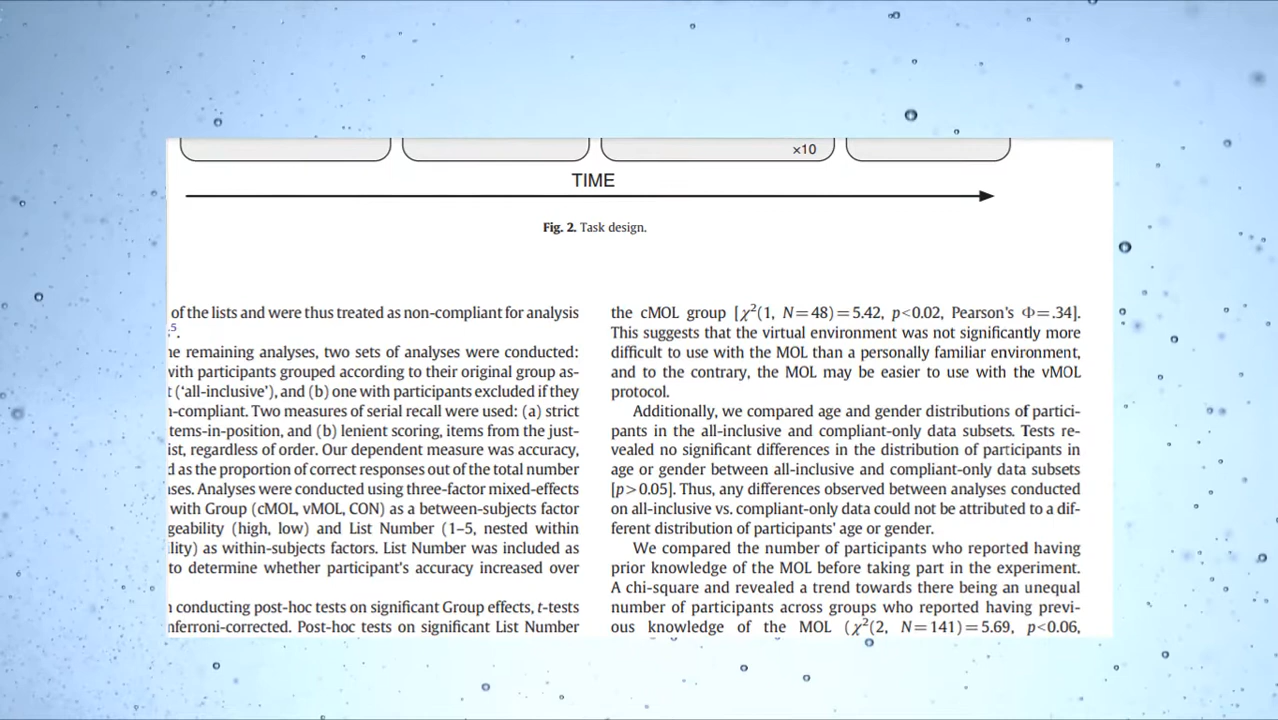 ×10
TIME
Fig. 2. Task design.
of the lists and were thus treated as non-compliant for analysis
.5
remaining analyses, two sets of analyses were conducted:
with participants grouped according to their original group as-
('all-inclusive'), and (b) one with participants excluded if they
-compliant. Two measures of serial recall were used: (a) strict
items-in-position, and (b) lenient scoring, items from the just-
regardless of order. Our dependent measure was accuracy,
as the proportion of correct responses out of the total number
Analyses were conducted using three-factor mixed-effects
with Group (cMOL, vMOL, CON) as a between-subjects factor
geability (high, low) and List Number (1–5, nested within
lity) as within-subjects factors. List Number was included as
to determine whether participant's accuracy increased over
conducting post-hoc tests on significant Group effects, t-tests
nferroni-corrected. Post-hoc tests on significant List Number
the cMOL group [χ²(1, N=48)=5.42, p<0.02, Pearson's Φ=.34].
This suggests that the virtual environment was not significantly more
difficult to use with the MOL than a personally familiar environment,
and to the contrary, the MOL may be easier to use with the vMOL
protocol.
Additionally, we compared age and gender distributions of partici-
pants in the all-inclusive and compliant-only data subsets. Tests re-
vealed no significant differences in the distribution of participants in
age or gender between all-inclusive and compliant-only data subsets
[p>0.05]. Thus, any differences observed between analyses conducted
on all-inclusive vs. compliant-only data could not be attributed to a dif-
ferent distribution of participants' age or gender.
We compared the number of participants who reported having
prior knowledge of the MOL before taking part in the experiment.
A chi-square and revealed a trend towards there being an unequal
number of participants across groups who reported having previ-
ous knowledge of the MOL (χ²(2, N=141)=5.69, p<0.06,